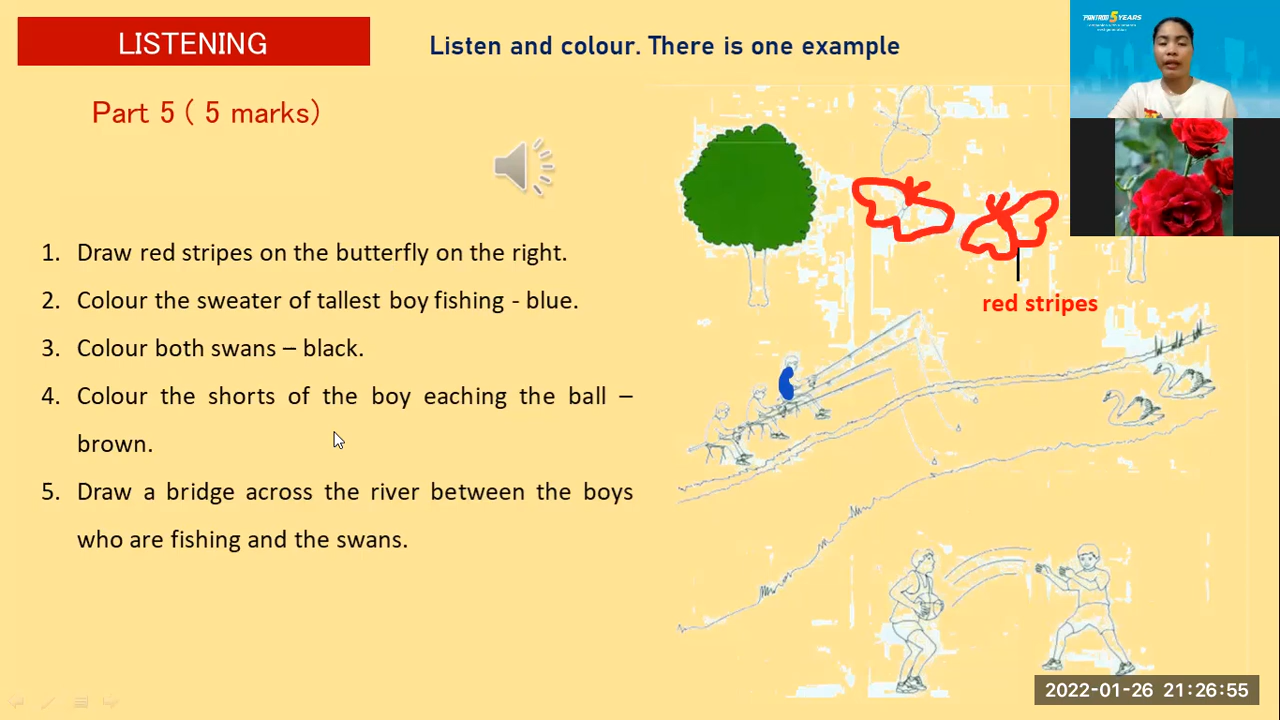 LISTENING
Listen and colour. There is one example
Part 5 ( 5 marks)
1. Draw red stripes on the butterfly on the right.
2. Colour the sweater of tallest boy fishing - blue.
3. Colour both swans – black.
4. Colour the shorts of the boy eaching the ball –
brown.
5. Draw a bridge across the river between the boys
who are fishing and the swans.
red stripes
5 YEARS
2022-01-26 21:26:55